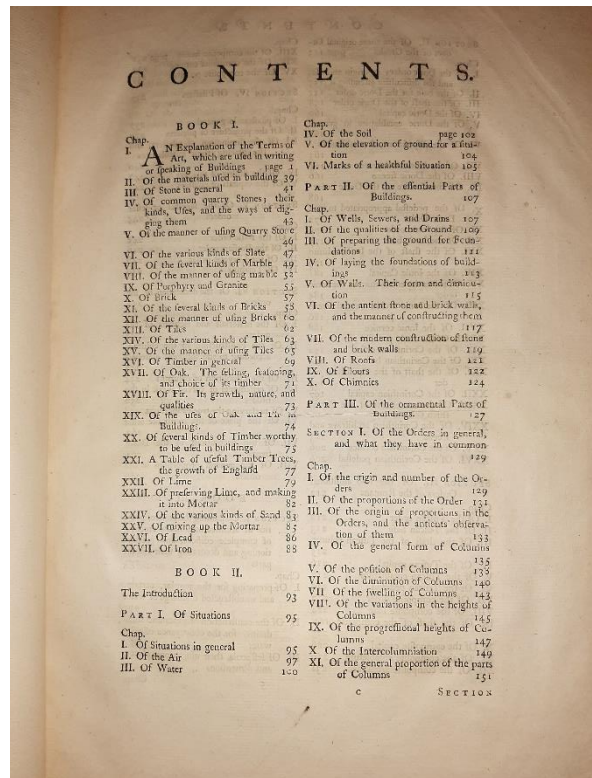 CONTENTS.
BOOK I.
Chap.
I. AN Explanation of the Terms of
Art, which are used in writing
or speaking of Buildings page 1
II. Of the materials used in building 39
III. Of Stone in general 41
IV. Of common quarry Stones; their
kinds, Uses, and the ways of dig-
ging them 43
V. Of the manner of using Quarry Stone
46
VI. Of the various kinds of Slate 47
VII. Of the several kinds of Marble 49
VIII. Of the manner of using marble 52
IX. Of Porphyry and Granite 55
X. Of Brick 57
XI. Of the several kinds of Bricks 58
XII. Of the manner of using Bricks 60
XIII. Of Tiles 62
XIV. Of the various kinds of Tiles 63
XV. Of the manner of using Tiles 65
XVI. Of Timber in general 69
XVII. Of Oak. The felling, seasoning,
and choice of its timber 71
XVIII. Of Fir. Its growth, nature, and
qualities 73
XIX. Of the uses of Oak and Fir in
Buildings. 74
XX. Of several kinds of Timber worthy
to be used in buildings 75
XXI. A Table of useful Timber Trees,
the growth of England 77
XXII. Of Lime 79
XXIII. Of preserving Lime, and making
it into Mortar 82
XXIV. Of the various kinds of Sand 83
XXV. Of mixing up the Mortar 85
XXVI. Of Lead 86
XXVII. Of Iron 88
BOOK II.
The Introduction 93
PART I. Of Situations 95
Chap.
I. Of Situations in general 95
II. Of the Air 97
III. Of Water 100
Chap.
IV. Of the Soil page 102
V. Of the elevation of ground for a situ-
ation 104
VI. Marks of a healthful Situation 105
PART II. Of the essential Parts of
Buildings. 107
Chap.
I. Of Wells, Sewers, and Drains 107
II. Of the qualities of the Ground 109
III. Of preparing the ground for Foun-
dations 111
IV. Of laying the foundations of build-
ings 113
V. Of Walls. Their form and diminu-
tion 115
VI. Of the antient stone and brick walls,
and the manner of constructing them
117
VII. Of the modern construction of stone
and brick walls 119
VIII. Of Roofs 121
IX. Of Floors 122
X. Of Chimnies 124
PART III. Of the ornamental Parts of
Buildings. 127
SECTION I. Of the Orders in general,
and what they have in common
129
Chap.
I. Of the origin and number of the Or-
ders 129
II. Of the proportions of the Order 131
III. Of the origin of proportions in the
Orders, and the antients observa-
tion of them 133
IV. Of the general form of Columns
135
V. Of the position of Columns 136
VI. Of the diminution of Columns 140
VII Of the swelling of Columns 143
VIII. Of the variations in the heights of
Columns 145
IX. Of the progressional heights of Co-
lumns 147
X Of the Intercolumniation 149
XI. Of the general proportion of the parts
of Columns 151
c SECTION